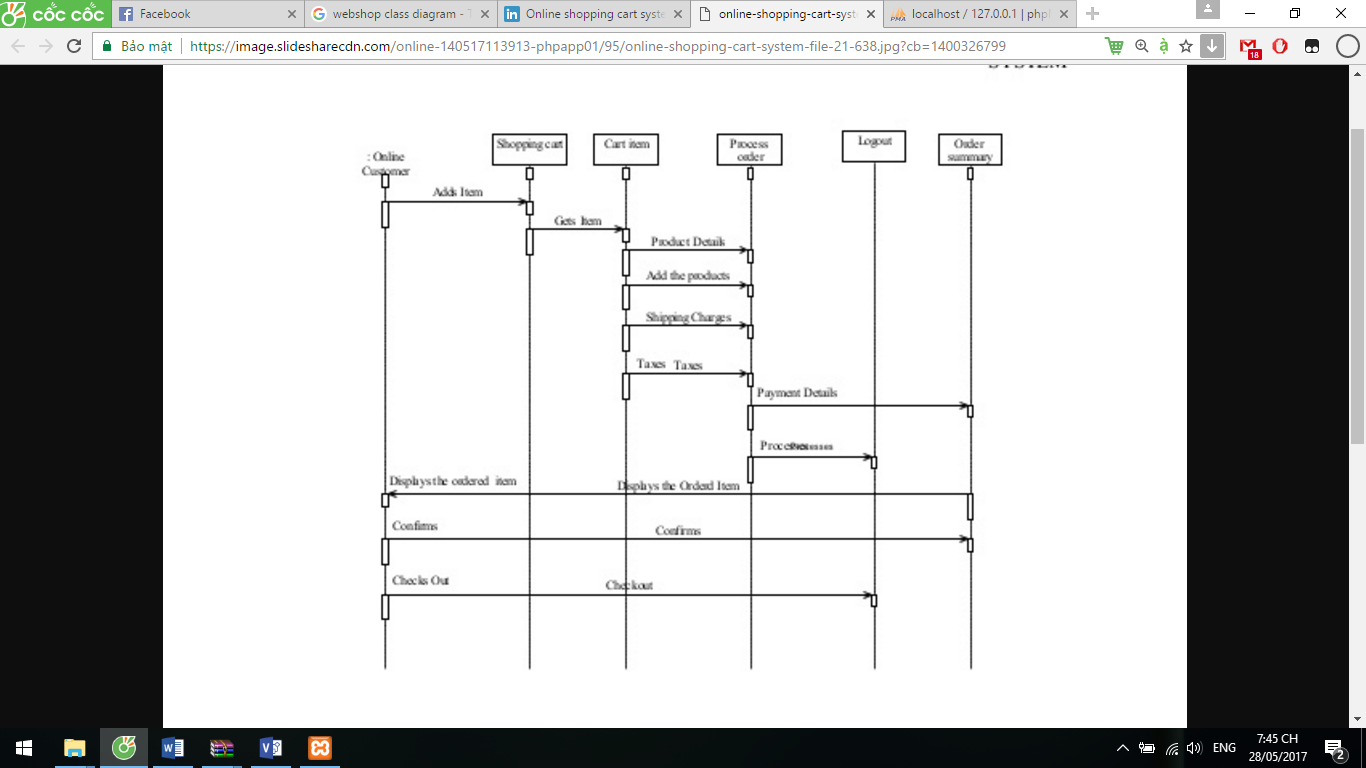 cốc cốc
Facebook
webshop class diagram - T
Online shopping cart syste
online-shopping-cart-syste
localhost / 127.0.0.1 | php
Bảo mật
https://image.slidesharecdn.com/online-140517113913-phpapp01/95/online-shopping-cart-system-file-21-638.jpg?cb=1400326799
18
: Online
Customer
Shopping cart
Cart item
Process
order
Logout
Order
summary
Adds Item
Gets Item
Product Details
Add the products
Shipping Charges
Taxes Taxes
Payment Details
Displays the ordered item
Displays the Orderd Item
Confirms
Confirms
Checks Out
Checkout
ENG
7:45 CH
28/05/2017
2